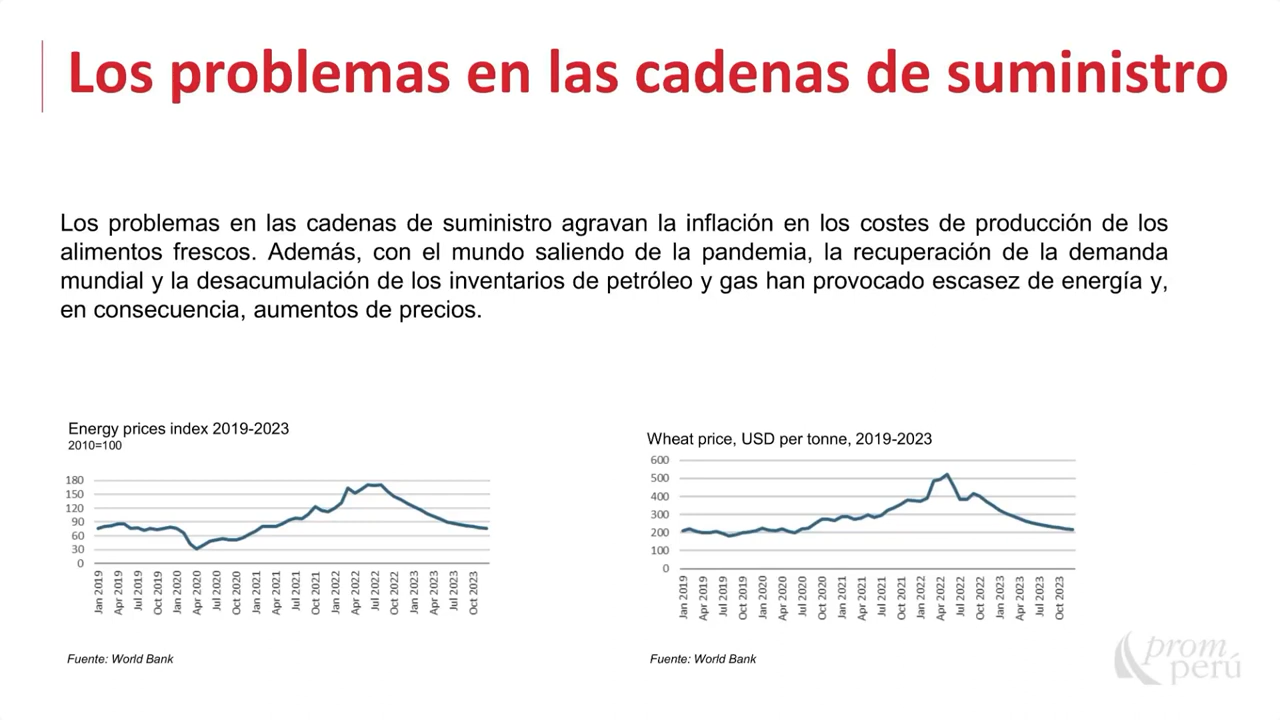 Los problemas en las cadenas de suministro
Los problemas en las cadenas de suministro agravan la inflación en los costes de producción de los
alimentos frescos. Además, con el mundo saliendo de la pandemia, la recuperación de la demanda
mundial y la desacumulación de los inventarios de petróleo y gas han provocado escasez de energía y,
en consecuencia, aumentos de precios.
Energy prices index 2019-2023
2010=100
180
150
120
90
60
30
0
Jan 2019
Apr 2019
Jul 2019
Oct 2019
Jan 2020
Apr 2020
Jul 2020
Oct 2020
Jan 2021
Apr 2021
Jul 2021
Oct 2021
Jan 2022
Apr 2022
Jul 2022
Oct 2022
Jan 2023
Apr 2023
Jul 2023
Oct 2023
Fuente: World Bank
Wheat price, USD per tonne, 2019-2023
600
500
400
300
200
100
0
Jan 2019
Apr 2019
Jul 2019
Oct 2019
Jan 2020
Apr 2020
Jul 2020
Oct 2020
Jan 2021
Apr 2021
Jul 2021
Oct 2021
Jan 2022
Apr 2022
Jul 2022
Oct 2022
Jan 2023
Apr 2023
Jul 2023
Oct 2023
Fuente: World Bank
prom
perú